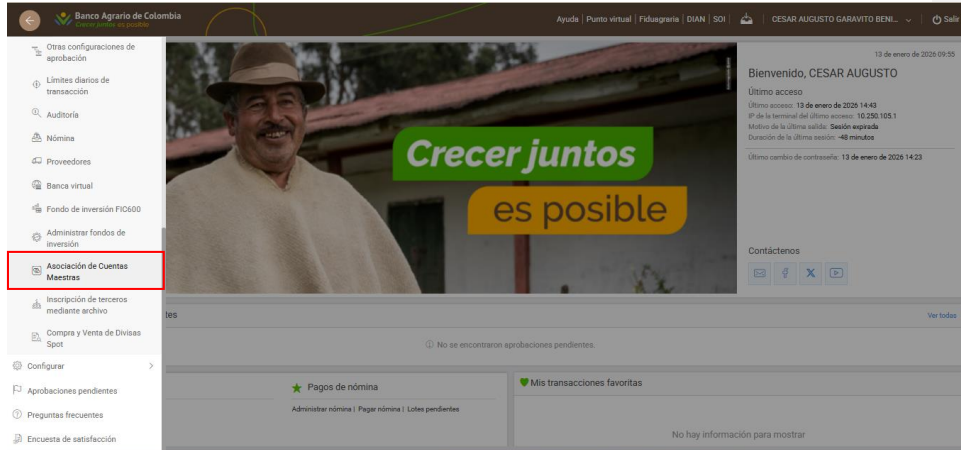 Banco Agrario de Colombia
Crecer juntos es posible
Ayuda | Punto virtual | Fiduagraria | DIAN | SOI |
CESAR AUGUSTO GARAVITO BENI...
Salir
Otras configuraciones de
aprobación
Límites diarios de
transacción
Auditoría
Nómina
Proveedores
Banca virtual
Fondo de inversión FIC600
Administrar fondos de
inversión
Asociación de Cuentas
Maestras
Inscripción de terceros
mediante archivo
Compra y Venta de Divisas
Spot
Configurar
Aprobaciones pendientes
Preguntas frecuentes
Encuesta de satisfacción
Crecer juntos
es posible
13 de enero de 2026 09:55
Bienvenido, CESAR AUGUSTO
Último acceso
Último acceso: 13 de enero de 2026 14:43
IP de la terminal del último acceso: 10.250.105.1
Motivo de la última salida: Sesión expirada
Duración de la última sesión: -48 minutos
Último cambio de contraseña: 13 de enero de 2026 14:23
Contáctenos
tes
Ver todas
No se encontraron aprobaciones pendientes.
Pagos de nómina
Administrar nómina | Pagar nómina | Lotes pendientes
Mis transacciones favoritas
No hay información para mostrar